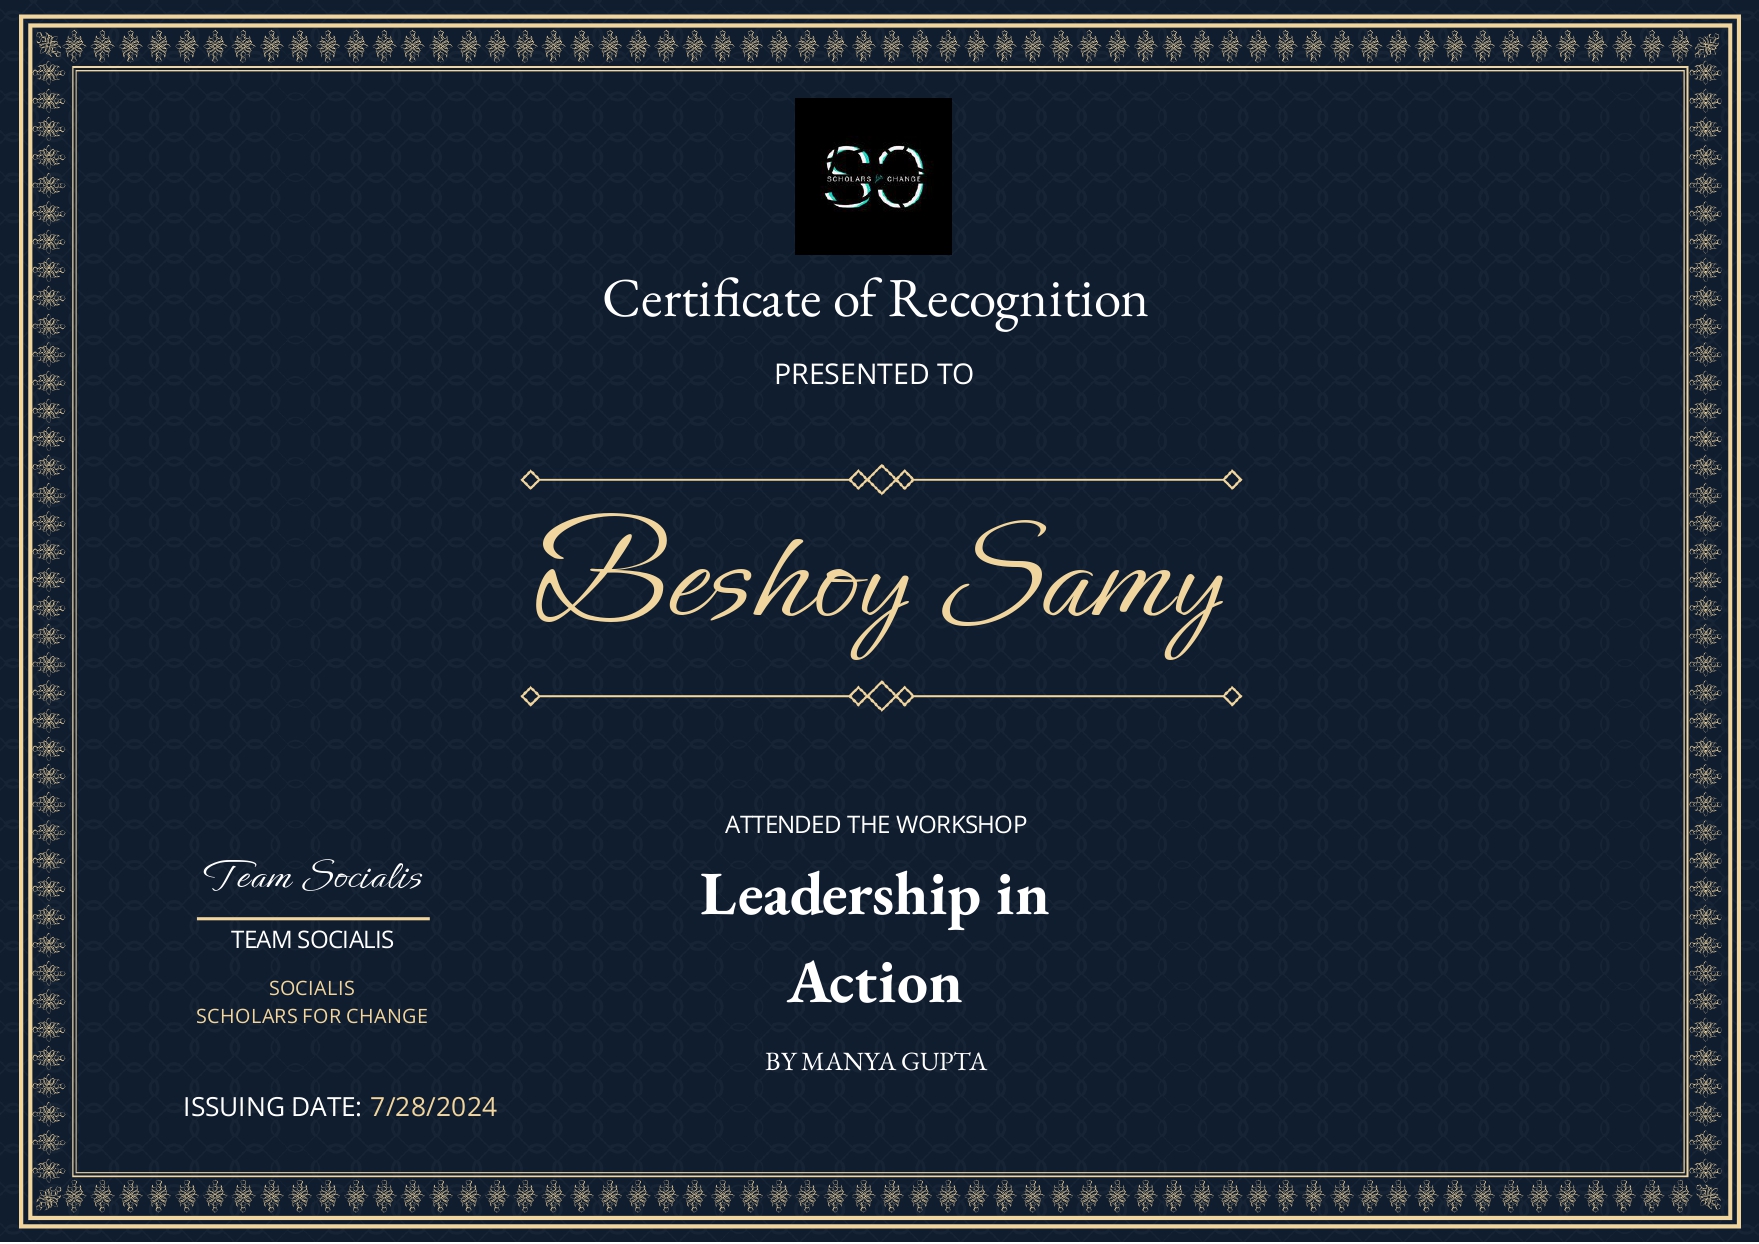 SO
SCHOLARS for CHANGE
Certificate of Recognition
PRESENTED TO
Beshoy Samy
ATTENDED THE WORKSHOP
Leadership in
Action
BY MANYA GUPTA
Team Socialis
TEAM SOCIALIS
SOCIALIS
SCHOLARS FOR CHANGE
ISSUING DATE: 7/28/2024